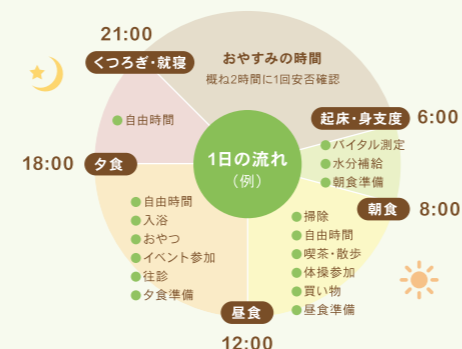 21:00
くつろぎ・就寝
おやすみの時間
概ね2時間に1回安否確認
自由時間
起床・身支度
6:00
バイタル測定
水分補給
朝食準備
18:00
夕食
1日の流れ
(例)
朝食
8:00
自由時間
入浴
おやつ
イベント参加
往診
夕食準備
掃除
自由時間
喫茶・散歩
体操参加
買い物
昼食準備
昼食
12:00